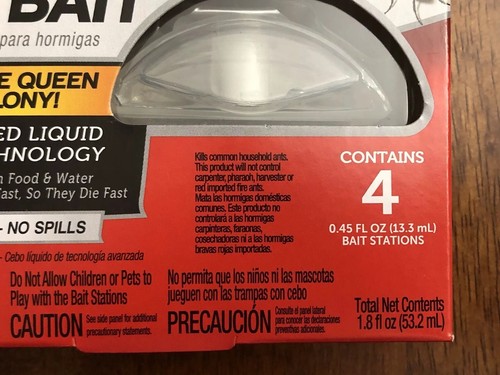 BAIT
para hormigas
E QUEEN
LONY!
ED LIQUID
HNOLOGY
n Food & Water
Fast, So They Die Fast
- NO SPILLS
- Cebo líquido de tecnología avanzada
Kills common household ants.
This product will not control
carpenter, pharaoh, harvester or
red imported fire ants.
Mata las hormigas domésticas
comunes. Este producto no
controlará a las hormigas
carpinteras, faraonas,
cosechadoras ni a las hormigas
bravas rojas importadas.
CONTAINS
4
0.45 FL OZ (13.3 mL)
BAIT STATIONS
Do Not Allow Children or Pets to
Play with the Bait Stations
CAUTION See side panel for additional
precautionary statements.
No permita que los niños ni las mascotas
jueguen con las trampas con cebo
PRECAUCIÓN Consulte el panel lateral
para conocer las declaraciones
preventivas adicionales.
Total Net Contents
1.8 fl oz (53.2 mL)